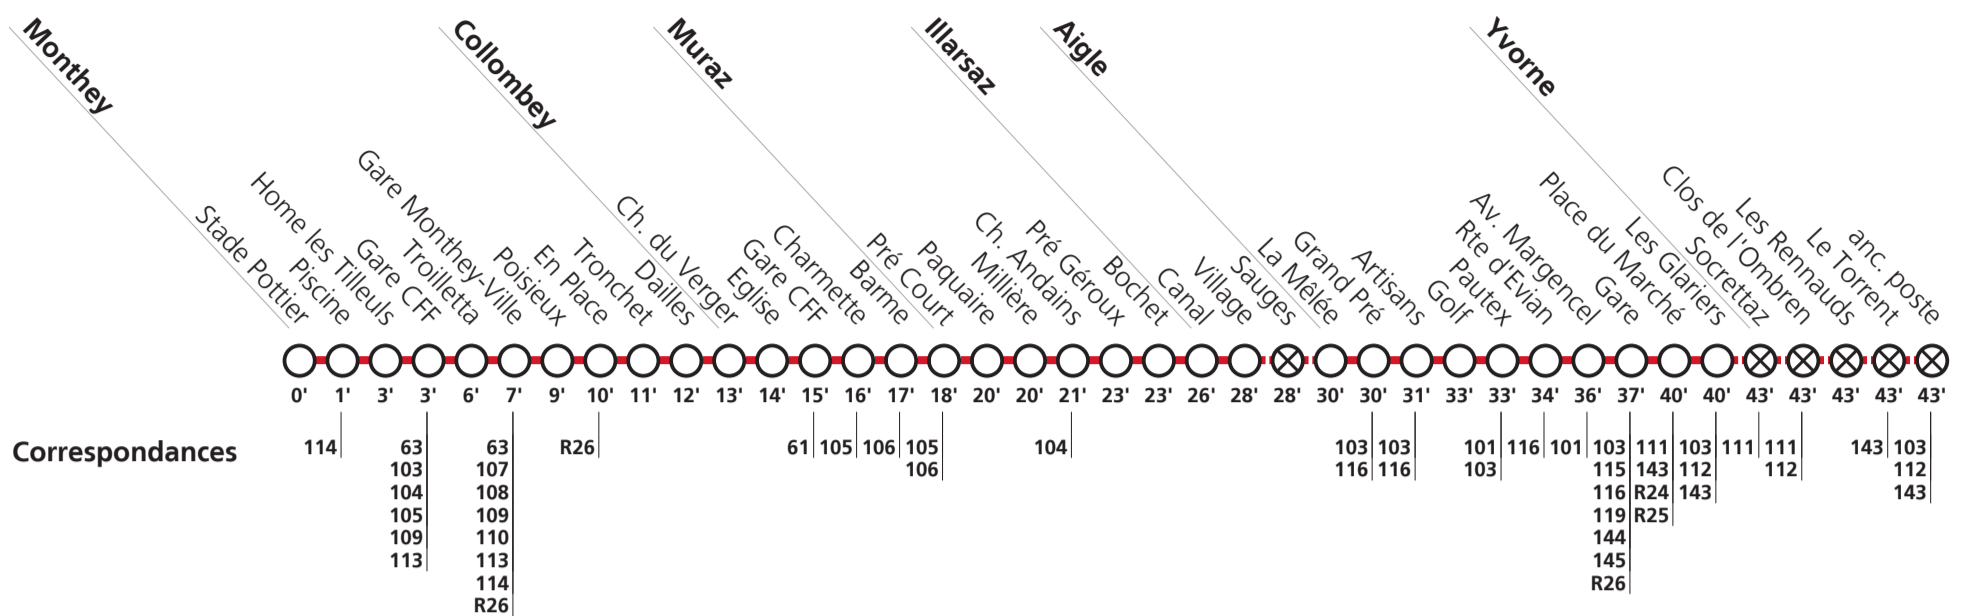 Monthey
Collombey
Muraz
Illarsaz
Aigle
Yvorne
Stade Pottier
Piscine
Home les Tilleuls
Gare CFF
Troilletta
Gare Monthey-Ville
Poisieux
En Place
Tronchet
Dailles
Ch. du Verger
Eglise
Gare CFF
Charmette
Barme
Pré Court
Paquaire
Millière
Ch. Andains
Pré Géroux
Bochet
Canal
Village
Sauges
La Mêlée
Grand Pré
Artisans
Golf
Pautex
Rte d'Evian
Av. Margencel
Gare
Place du Marché
Les Glariers
Socrettaz
Clos de l'Ombren
Les Rennauds
Le Torrent
anc. poste
0' 1' 3' 3' 6' 7' 9' 10' 11' 12' 13' 14' 15' 16' 17' 18' 20' 20' 21' 23' 23' 26' 28' 28' 30' 30' 31' 33' 33' 34' 36' 37' 40' 40' 43' 43' 43' 43' 43'
Correspondances 114 63 63 R26 61 105 106 105 104 103 103 101 116 101 103 111 103 111 111 143 103
103 107 106 116 116 103 115 143 112 112 112
104 108 116 R24 143 143
105 109 119 R25
109 110 144
113 113 145
114 R26
R26